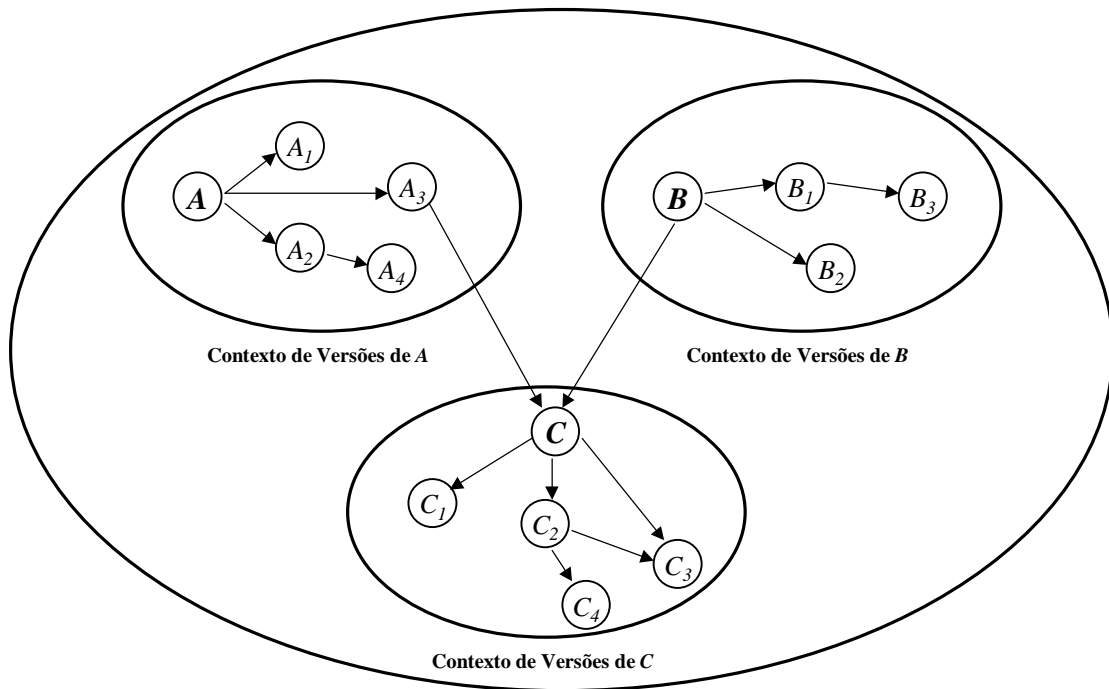 A
A1
A3
A2
A4
Contexto de Versões de A
B
B1
B3
B2
Contexto de Versões de B
C
C1
C2
C3
C4
Contexto de Versões de C